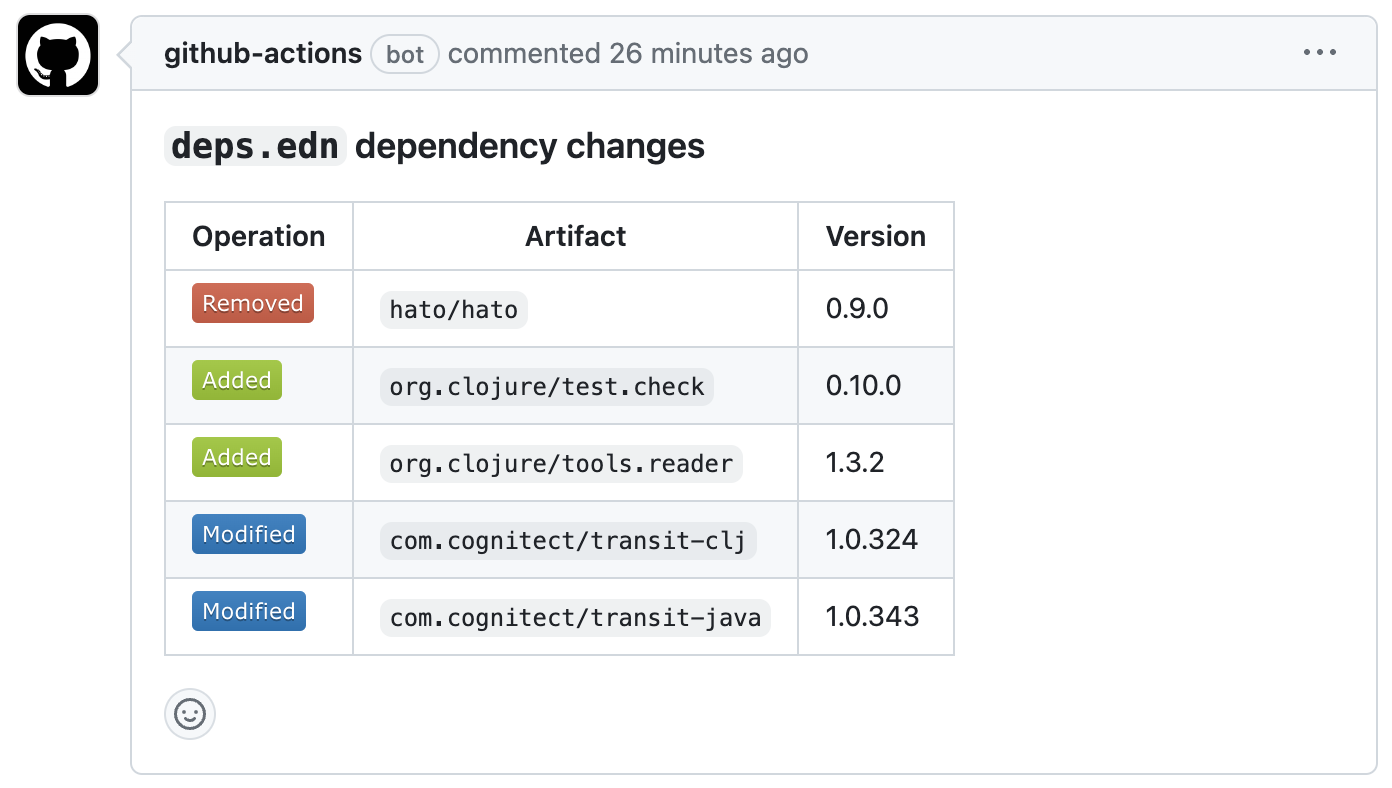 github-actions bot commented 26 minutes ago
deps.edn dependency changes
Operation Artifact Version
Removed hato/hato 0.9.0
Added org.clojure/test.check 0.10.0
Added org.clojure/tools.reader 1.3.2
Modified com.cognitect/transit-clj 1.0.324
Modified com.cognitect/transit-java 1.0.343